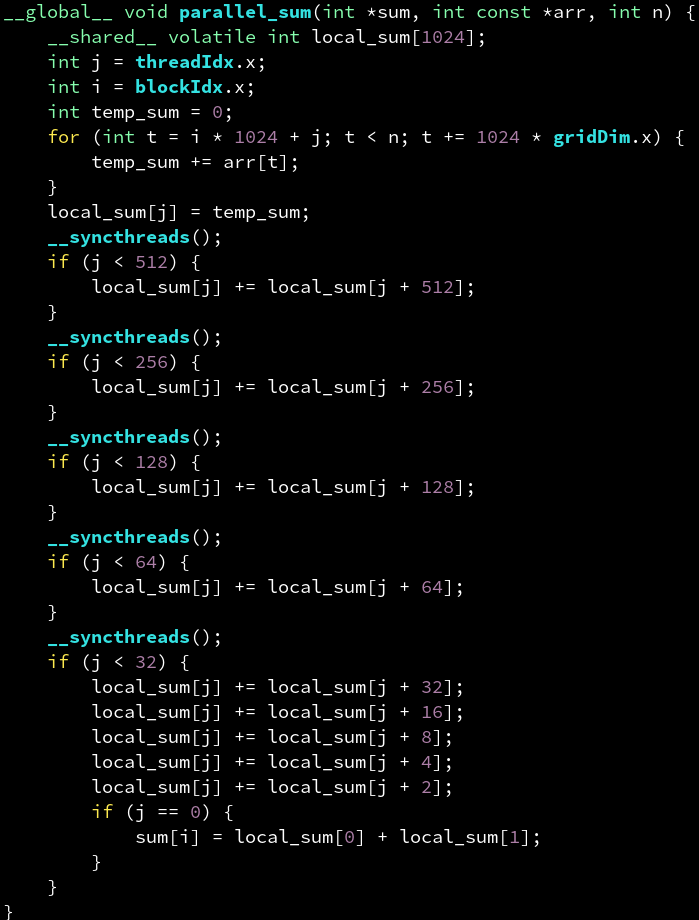 __global__ void parallel_sum(int *sum, int const *arr, int n) {
    __shared__ volatile int local_sum[1024];
    int j = threadIdx.x;
    int i = blockIdx.x;
    int temp_sum = 0;
    for (int t = i * 1024 + j; t < n; t += 1024 * gridDim.x) {
        temp_sum += arr[t];
    }
    local_sum[j] = temp_sum;
    __syncthreads();
    if (j < 512) {
        local_sum[j] += local_sum[j + 512];
    }
    __syncthreads();
    if (j < 256) {
        local_sum[j] += local_sum[j + 256];
    }
    __syncthreads();
    if (j < 128) {
        local_sum[j] += local_sum[j + 128];
    }
    __syncthreads();
    if (j < 64) {
        local_sum[j] += local_sum[j + 64];
    }
    __syncthreads();
    if (j < 32) {
        local_sum[j] += local_sum[j + 32];
        local_sum[j] += local_sum[j + 16];
        local_sum[j] += local_sum[j + 8];
        local_sum[j] += local_sum[j + 4];
        local_sum[j] += local_sum[j + 2];
        if (j == 0) {
            sum[i] = local_sum[0] + local_sum[1];
        }
    }
}